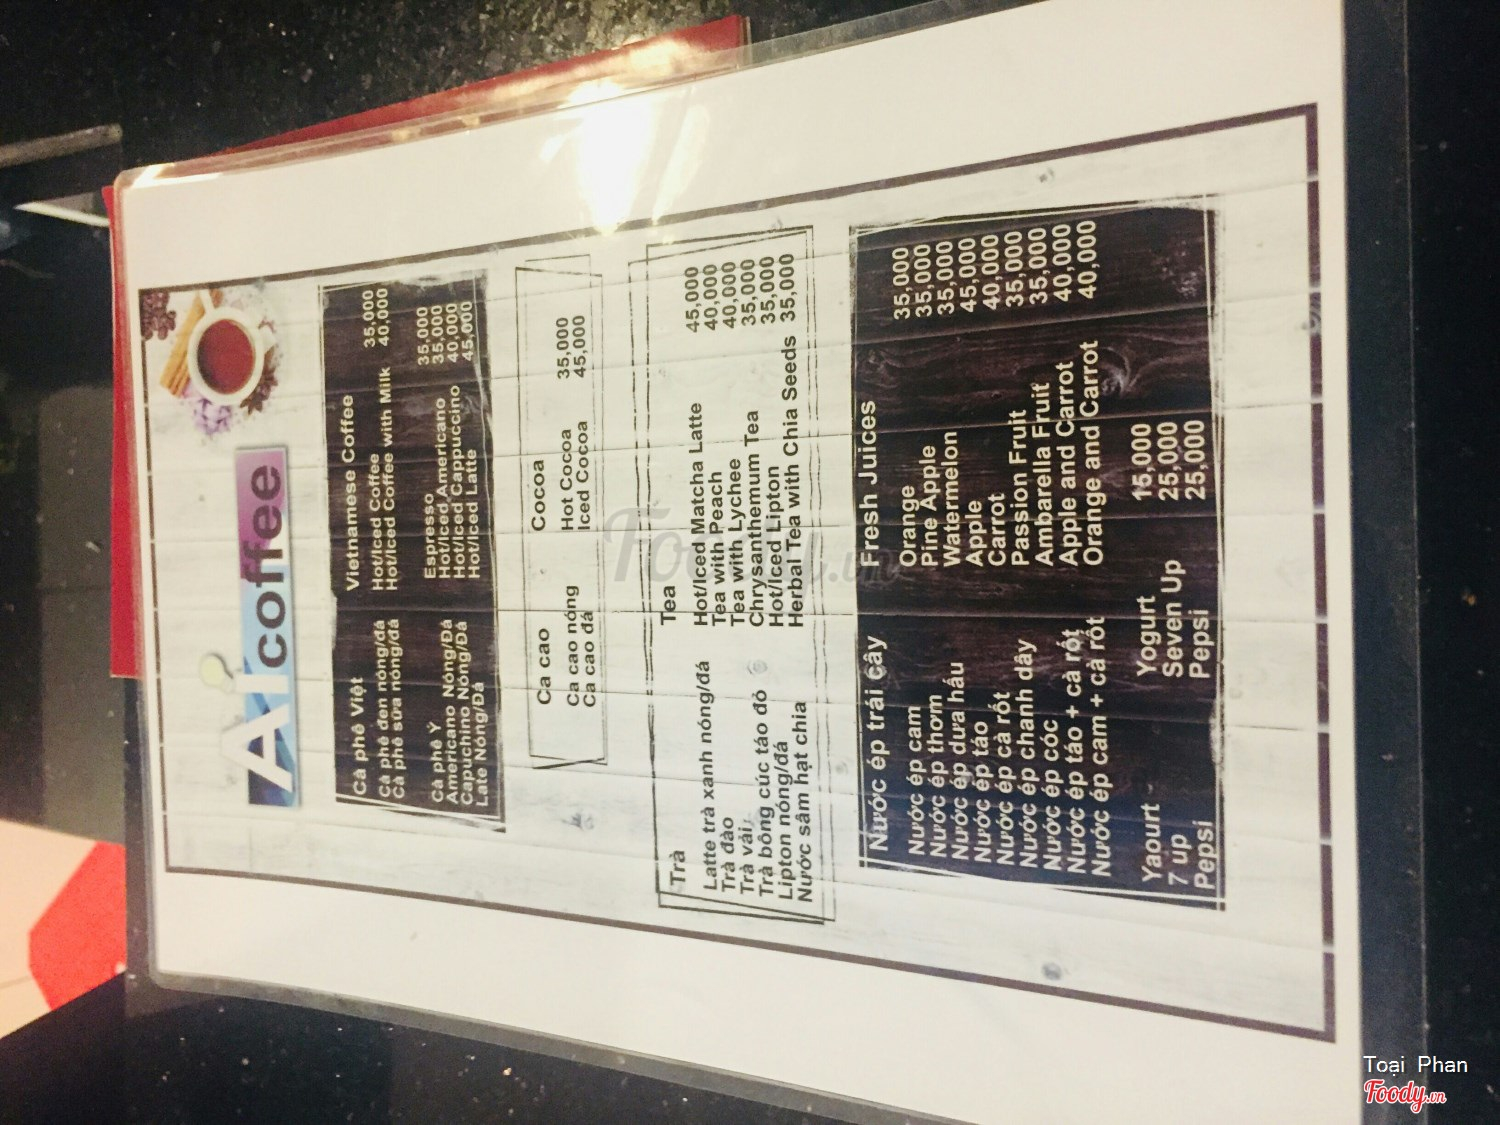 AI coffee
Cà phê Việt Vietnamese Coffee
Cà phê đen nóng/đá Hot/Iced Coffee 35,000
Cà phê sữa nóng/đá Hot/Iced Coffee with Milk 40,000
Cà phê Ý Espresso 35,000
Americano Nóng/Đá Hot/Iced Americano 35,000
Capuchino Nóng/Đá Hot/Iced Cappuccino 40,000
Late Nóng/Đá Hot/Iced Latte 45,000
Ca cao Cocoa
Ca cao nóng Hot Cocoa 35,000
Ca cao đá Iced Cocoa 45,000
Trà Tea
Latte trà xanh nóng/đá Hot/Iced Matcha Latte 45,000
Trà đào Tea with Peach 40,000
Trà vải Tea with Lychee 40,000
Trà bông cúc táo đỏ Chrysanthemum Tea 35,000
Lipton nóng/đá Hot/Iced Lipton 35,000
Nước sâm hạt chia Herbal Tea with Chia Seeds 35,000
Nước ép trái cây Fresh Juices
Nước ép cam Orange 35,000
Nước ép thơm Pine Apple 35,000
Nước ép dưa hấu Watermelon 35,000
Nước ép táo Apple 45,000
Nước ép cà rốt Carrot 40,000
Nước ép chanh dây Passion Fruit 35,000
Nước ép cóc Ambarella Fruit 35,000
Nước ép táo + cà rốt Apple and Carrot 40,000
Nước ép cam + cà rốt Orange and Carrot 40,000
Yaourt Yogurt 15,000
7 up Seven Up 25,000
Pepsi Pepsi 25,000
Foody.vn
Toại Phan
Foody.vn